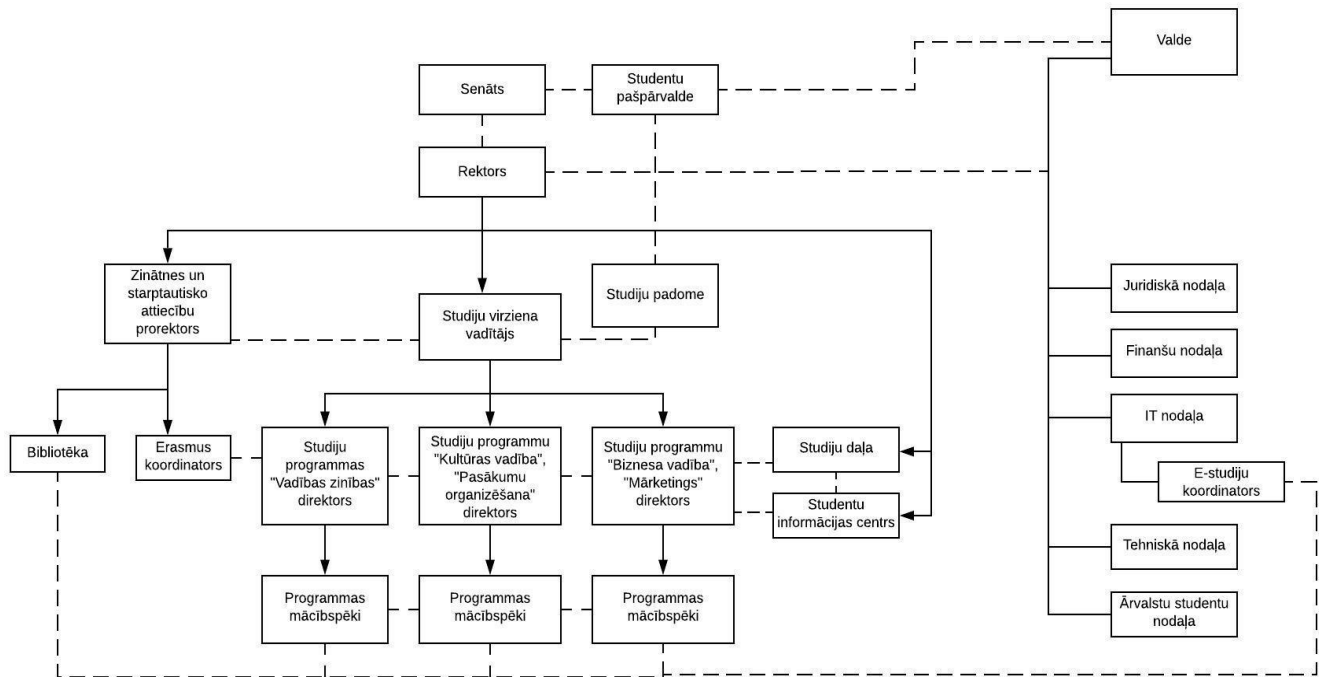 Valde
Senāts
Studentu
pašpārvalde
Rektors
Zinātnes un
starptautisko
attiecību
prorektors
Studiju virziena
vadītājs
Studiju padome
Juridiskā nodaļa
Finanšu nodaļa
IT nodaļa
E-studiju
koordinators
Tehniskā nodaļa
Ārvalstu studentu
nodaļa
Bibliotēka
Erasmus
koordinators
Studiju
programmas
"Vadības zinības"
direktors
Studiju programmu
"Kultūras vadība",
"Pasākumu
organizēšana"
direktors
Studiju programmu
"Biznesa vadība",
"Mārketings"
direktors
Studiju daļa
Studentu
informācijas centrs
Programmas
mācībspēki
Programmas
mācībspēki
Programmas
mācībspēki